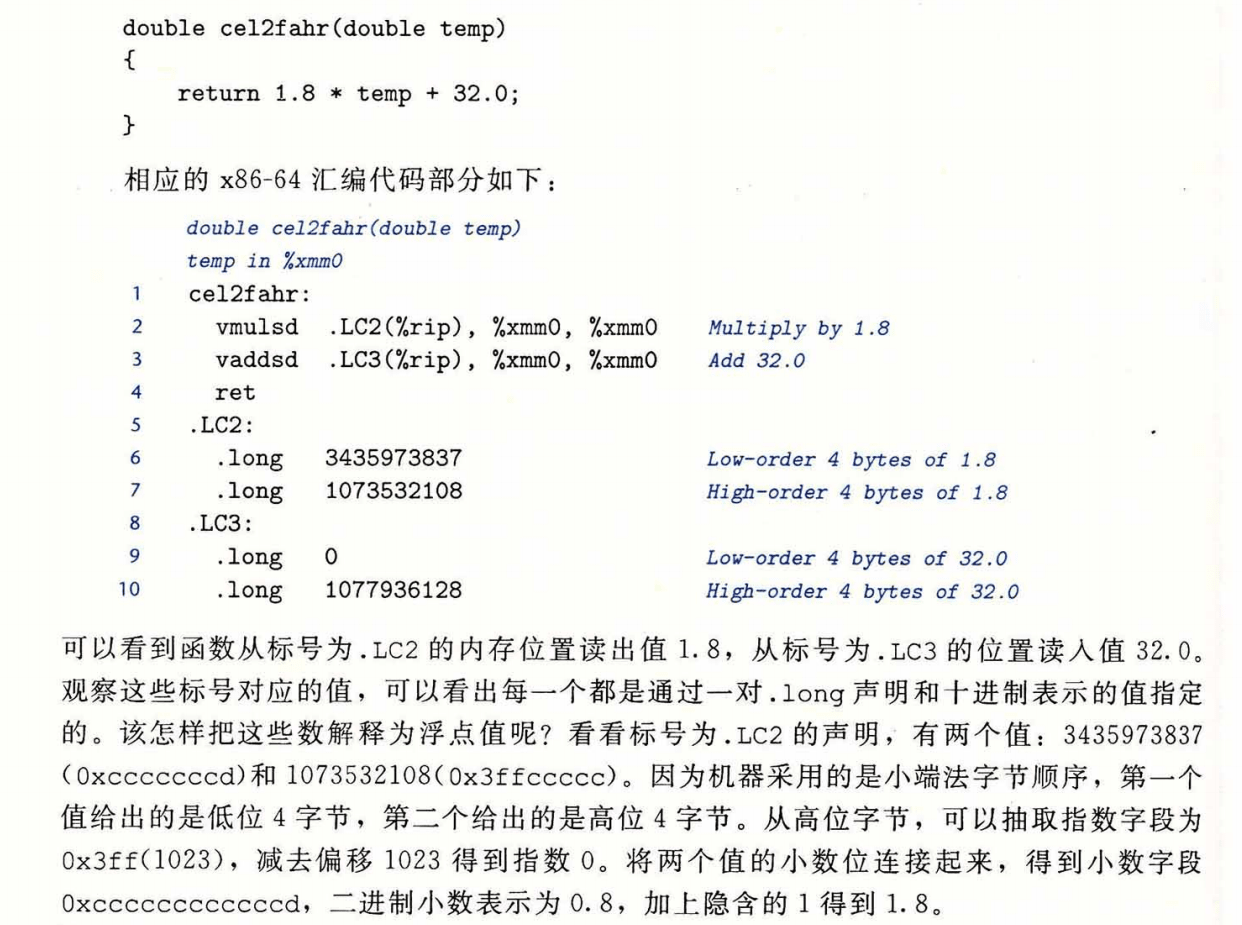 double cel2fahr(double temp)
{
    return 1.8 * temp + 32.0;
}
相应的 x86-64 汇编代码部分如下：
double cel2fahr(double temp)
temp in %xmm0
1 cel2fahr:
2 vmulsd .LC2(%rip), %xmm0, %xmm0 Multiply by 1.8
3 vaddsd .LC3(%rip), %xmm0, %xmm0 Add 32.0
4 ret
5 .LC2:
6 .long 3435973837 Low-order 4 bytes of 1.8
7 .long 1073532108 High-order 4 bytes of 1.8
8 .LC3:
9 .long 0 Low-order 4 bytes of 32.0
10 .long 1077936128 High-order 4 bytes of 32.0
可以看到函数从标号为.LC2 的内存位置读出值 1.8，从标号为.LC3 的位置读入值 32.0。
观察这些标号对应的值，可以看出每一个都是通过一对.long 声明和十进制表示的值指定
的。该怎样把这些数解释为浮点值呢？看看标号为.LC2 的声明，有两个值：3435973837
(0xcccccccd)和 1073532108(0x3ffccccc)。因为机器采用的是小端法字节顺序，第一个
值给出的是低位 4 字节，第二个给出的是高位 4 字节。从高位字节，可以抽取指数字段为
0x3ff(1023)，减去偏移 1023 得到指数 0。将两个值的小数位连接起来，得到小数字段
0xccccccccccccd，二进制小数表示为 0.8，加上隐含的 1 得到 1.8。